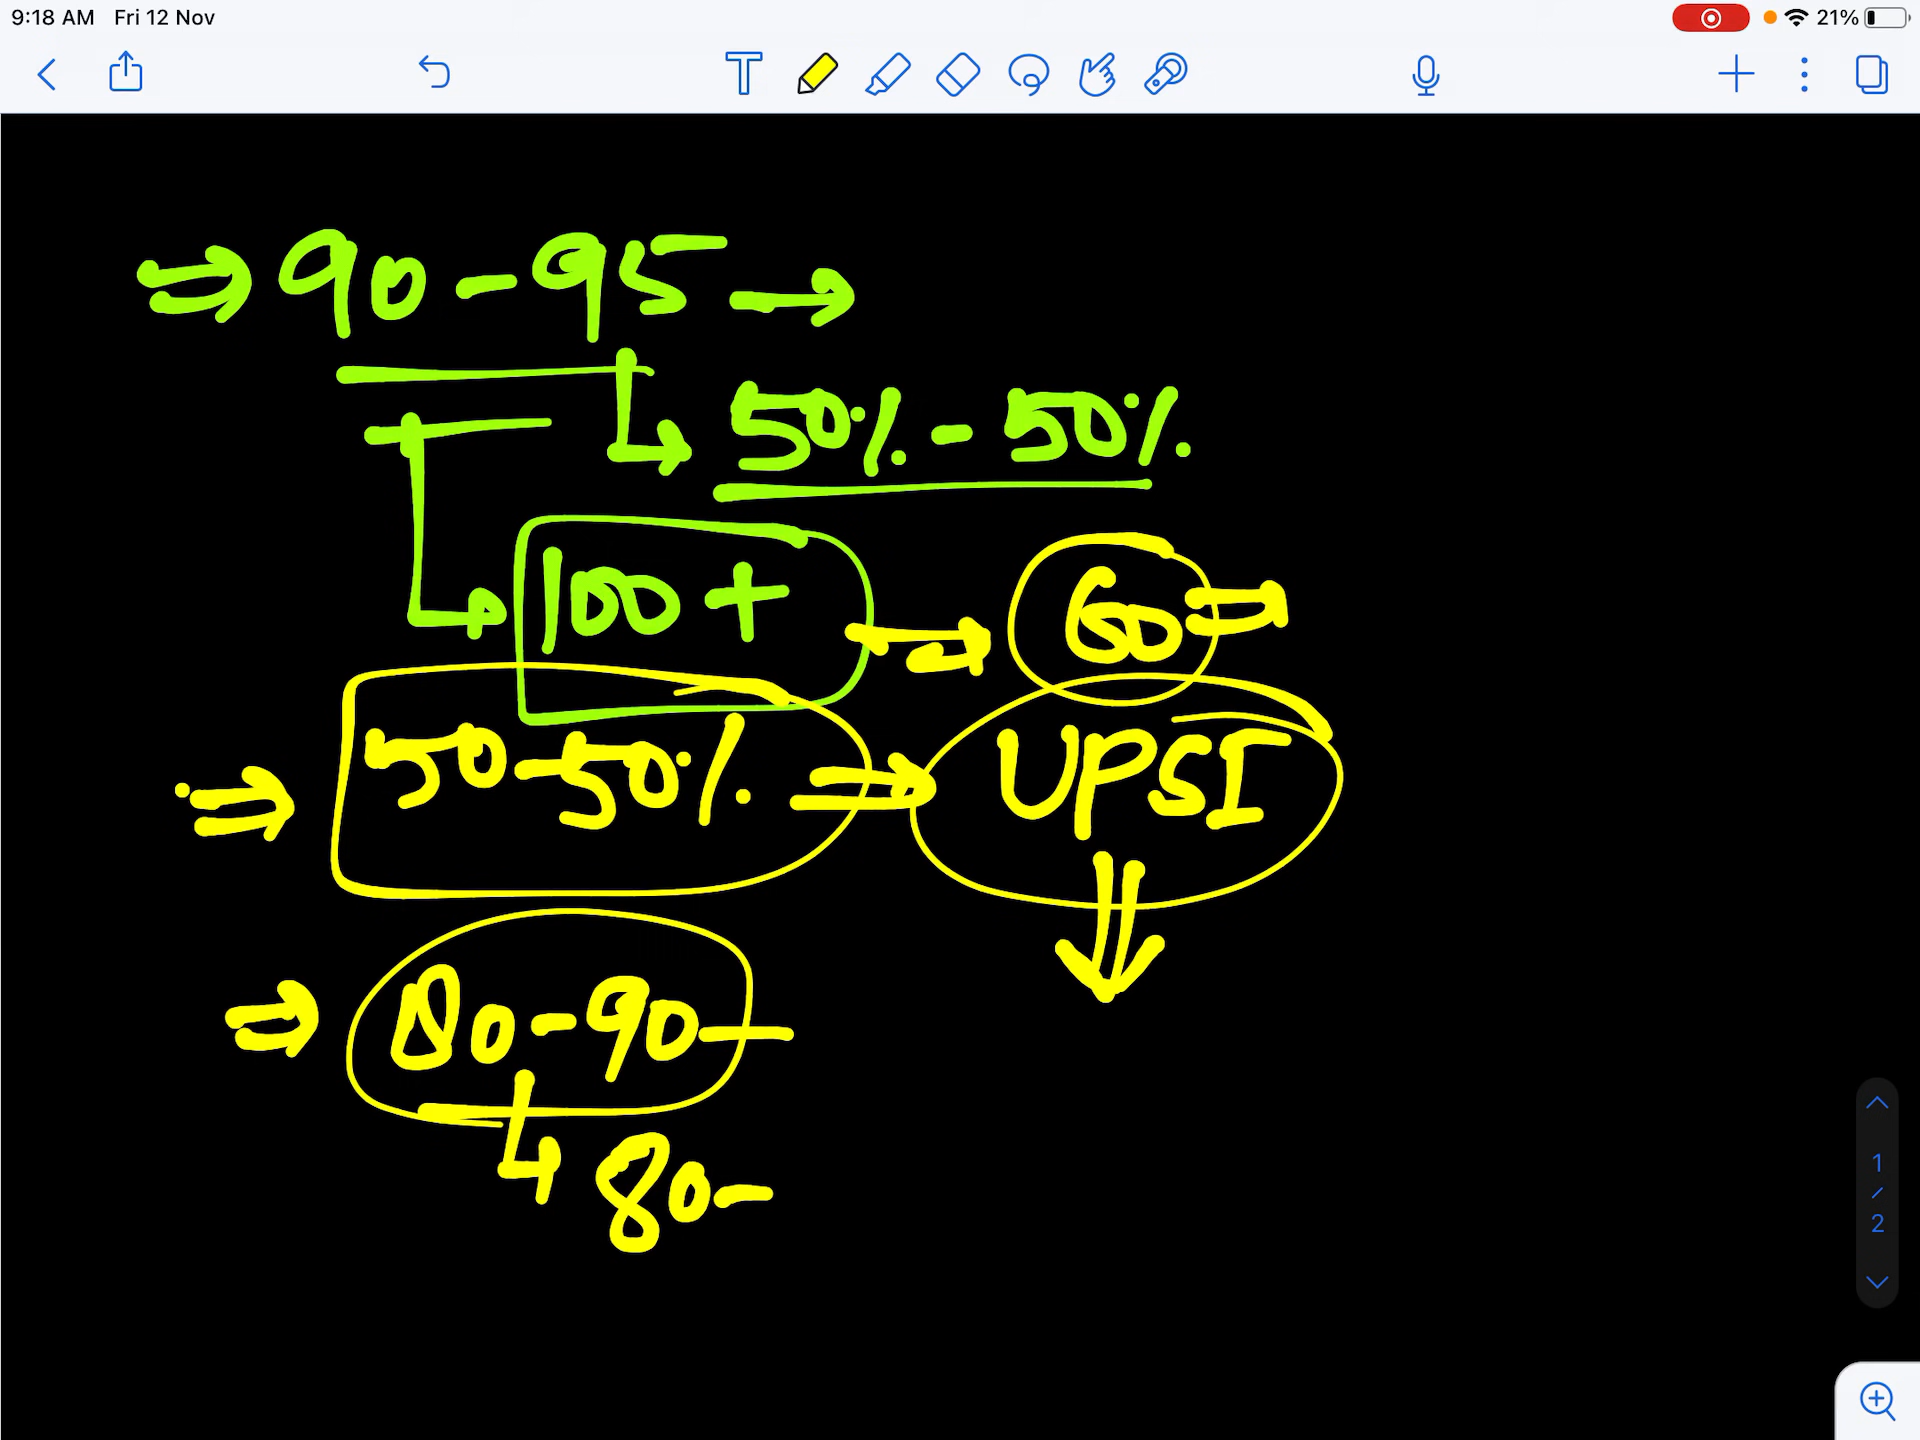 9:18 AM Fri 12 Nov
21%
T
⇒ 90-95 →
↳ 50% - 50%
↳ 100+ → 60 ⇒
⇒ 50-50% ⇒ UPSI
⇒ 80-90-
↳ 80-
1
/
2